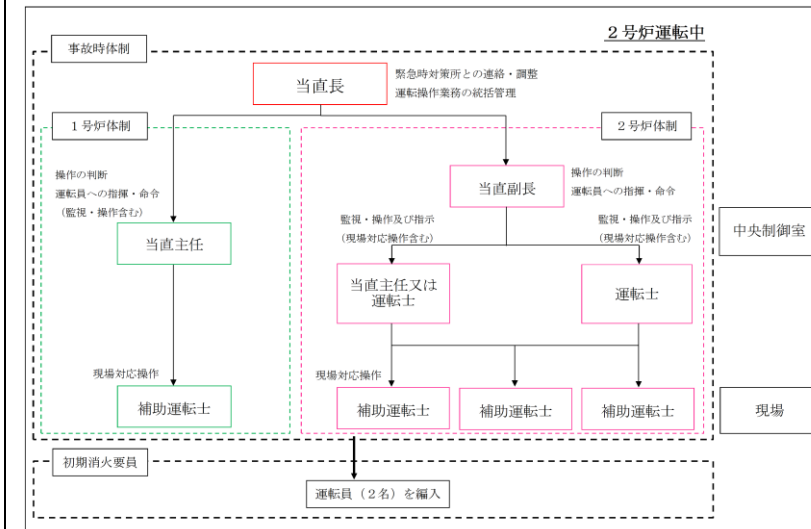 2号炉運転中
事故時体制
当直長
緊急時対策所との連絡・調整
運転操作業務の統括管理
1号炉体制
2号炉体制
操作の判断
運転員への指揮・命令
(監視・操作含む)
当直主任
操作の判断
運転員への指揮・命令
当直副長
監視・操作及び指示
(現場対応操作含む)
監視・操作及び指示
(現場対応操作含む)
中央制御室
当直主任又は
運転士
運転士
現場対応操作
補助運転士
現場対応操作
補助運転士
補助運転士
補助運転士
現場
初期消火要員
運転員(2名)を編入